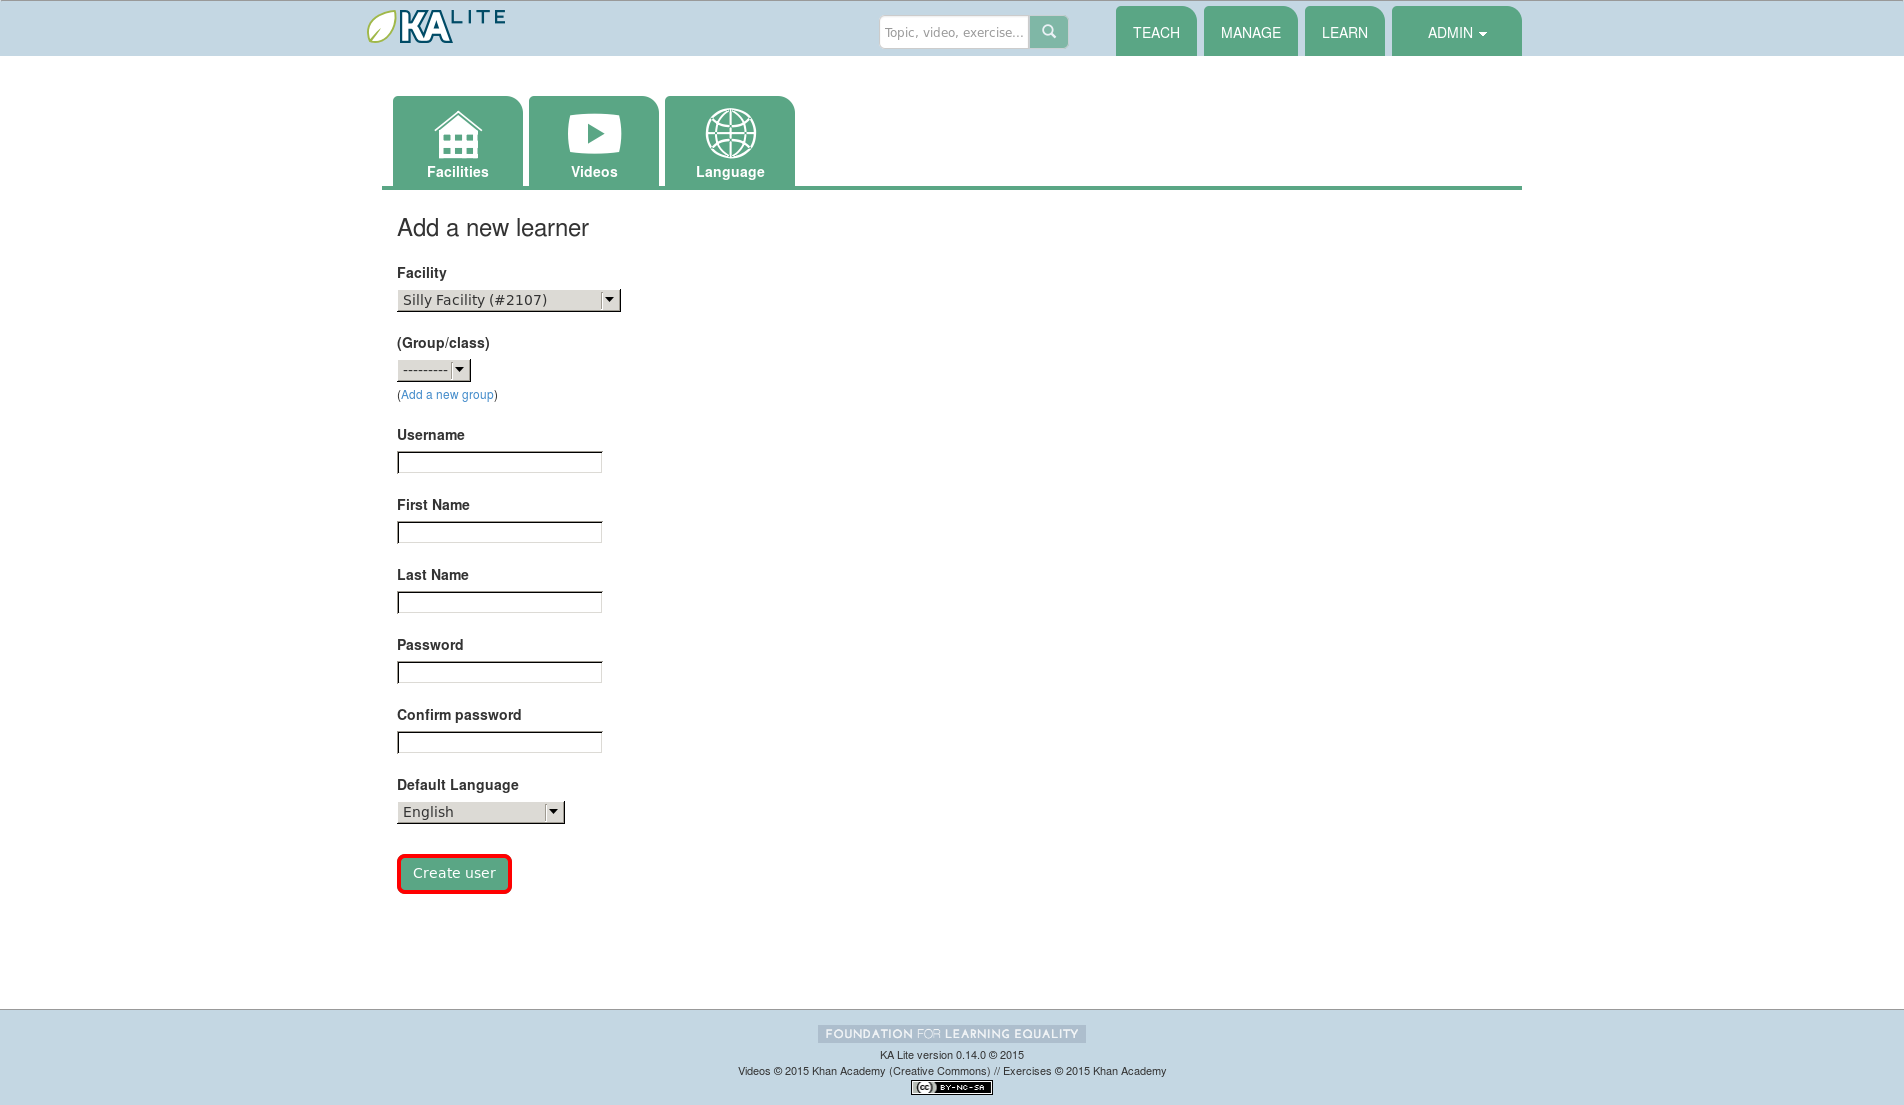 KA LITE
Topic, video, exercise...
TEACH
MANAGE
LEARN
ADMIN
Facilities
Videos
Language
Add a new learner
Facility
Silly Facility (#2107)
(Group/class)
---------
(Add a new group)
Username
First Name
Last Name
Password
Confirm password
Default Language
English
Create user
FOUNDATION FOR LEARNING EQUALITY
KA Lite version 0.14.0 © 2015
Videos © 2015 Khan Academy (Creative Commons) // Exercises © 2015 Khan Academy
cc BY-NC-SA